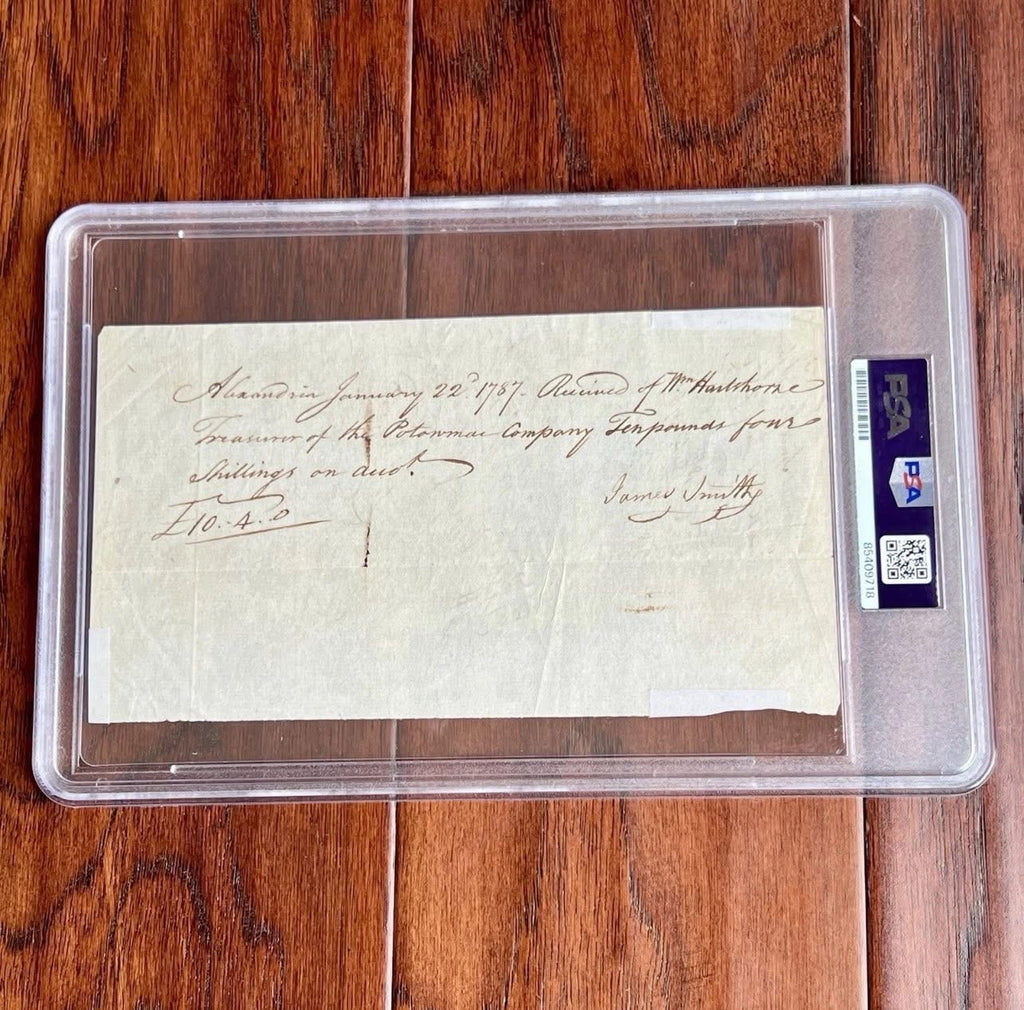 Alexandria January 22d. 1787. Received of Wm Hartshorne
Treasurer of the Potowmac Company Ten pounds four
Shillings on acct.
£10..4..0
James Smith
PSA
PSA
85409718